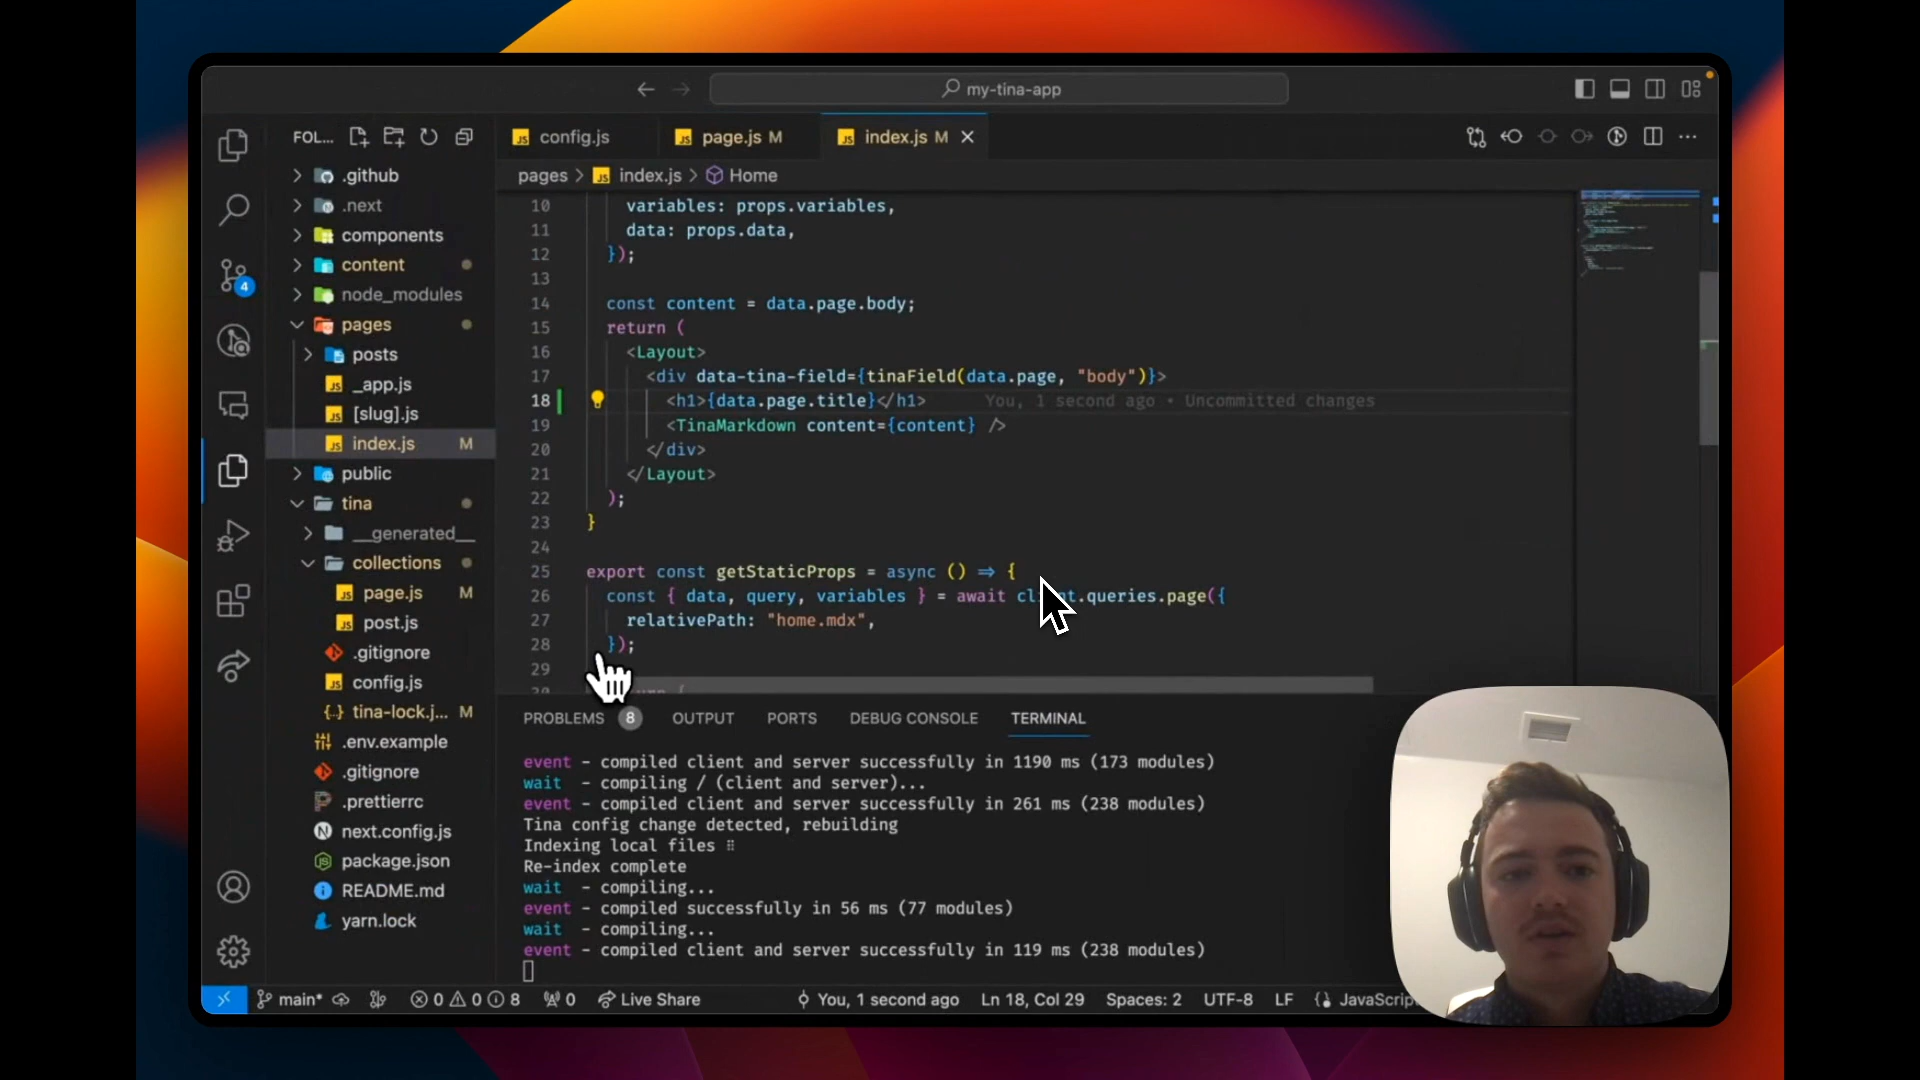 my-tina-app
FOL...
config.js
page.js M
index.js M
pages > index.js > Home
.github
.next
components
content
node_modules
pages
posts
_app.js
[slug].js
index.js M
public
tina
__generated__
collections
page.js M
post.js
.gitignore
config.js
tina-lock.j... M
.env.example
.gitignore
.prettierrc
next.config.js
package.json
README.md
yarn.lock
4
10 variables: props.variables,
11 data: props.data,
12 });
13
14 const content = data.page.body;
15 return (
16 <Layout>
17 <div data-tina-field={tinaField(data.page, "body")}>
18 <h1>{data.page.title}</h1> You, 1 second ago • Uncommitted changes
19 <TinaMarkdown content={content} />
20 </div>
21 </Layout>
22 );
23 }
24
25 export const getStaticProps = async () => {
26 const { data, query, variables } = await .queries.page({
27 relativePath: "home.mdx",
28 });
29
PROBLEMS 8 OUTPUT PORTS DEBUG CONSOLE TERMINAL
event - compiled client and server successfully in 1190 ms (173 modules)
wait - compiling / (client and server)...
event - compiled client and server successfully in 261 ms (238 modules)
Tina config change detected, rebuilding
Indexing local files
Re-index complete
wait - compiling...
event - compiled successfully in 56 ms (77 modules)
wait - compiling...
event - compiled client and server successfully in 119 ms (238 modules)
main* 0 0 8 0 Live Share You, 1 second ago Ln 18, Col 29 Spaces: 2 UTF-8 LF